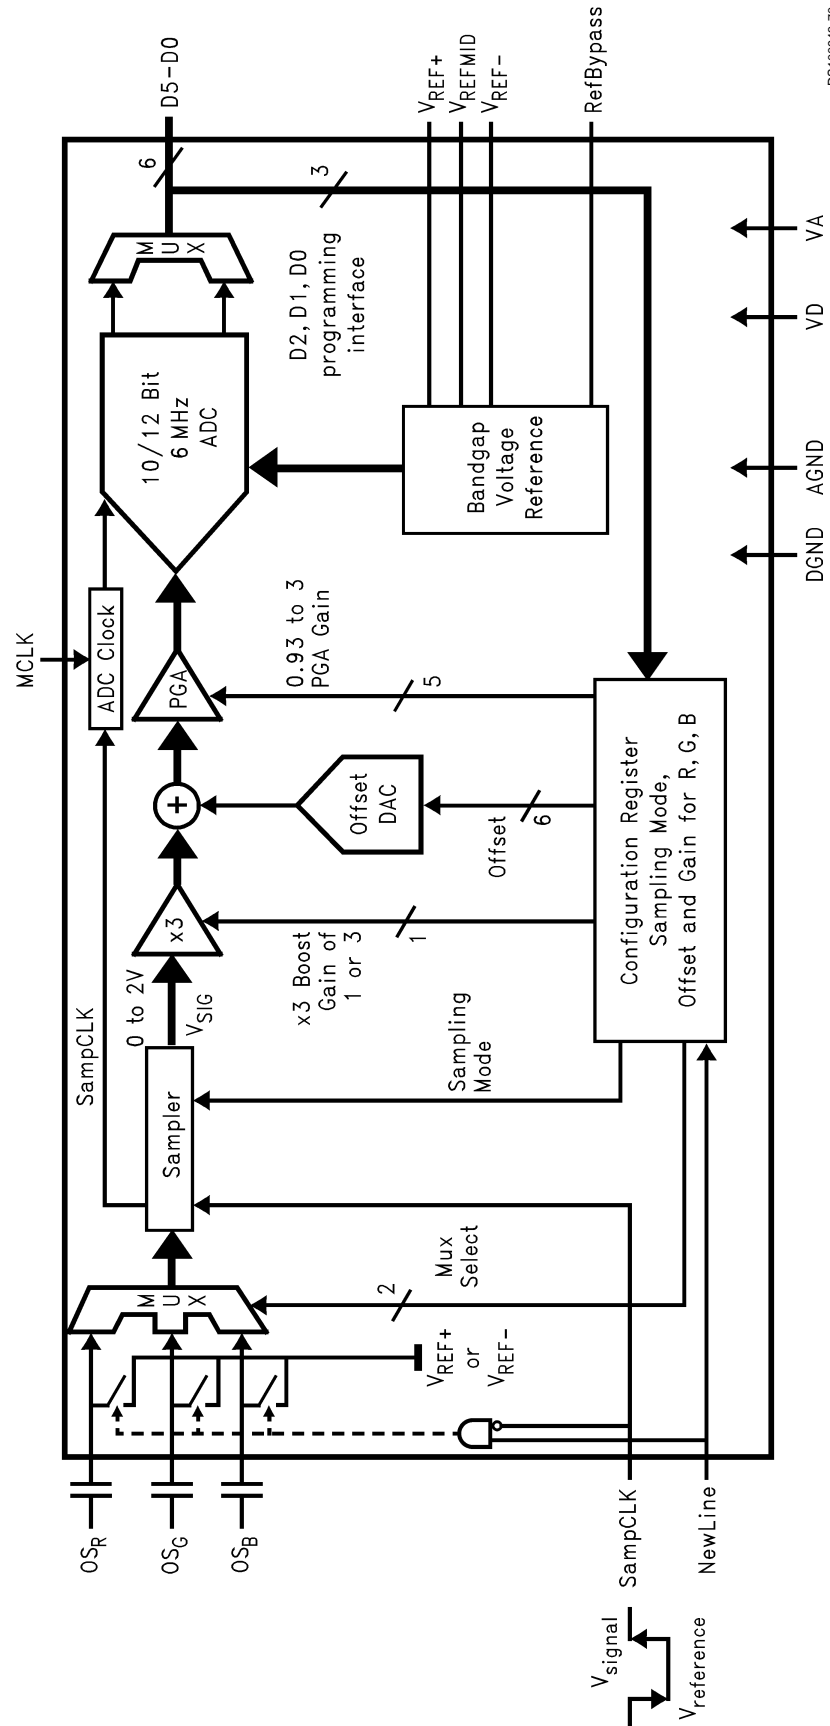 OSR
OSG
OSB
MUX
VREF+
or
VREF-
2
Mux
Select
Sampler
SampCLK
0 to 2V
VSIG
Sampling
Mode
x3
x3 Boost
Gain of
1 or 3
1
+
Offset
DAC
Offset
6
PGA
0.93 to 3
PGA Gain
5
MCLK
ADC Clock
10/12 Bit
6 MHz
ADC
MUX
6
D5-D0
3
D2, D1, D0
programming
interface
Bandgap
Voltage
Reference
VREF+
VREFMID
VREF-
RefBypass
Configuration Register
Sampling Mode,
Offset and Gain for R, G, B
SampCLK
NewLine
Vsignal
Vreference
DGND
AGND
VD
VA